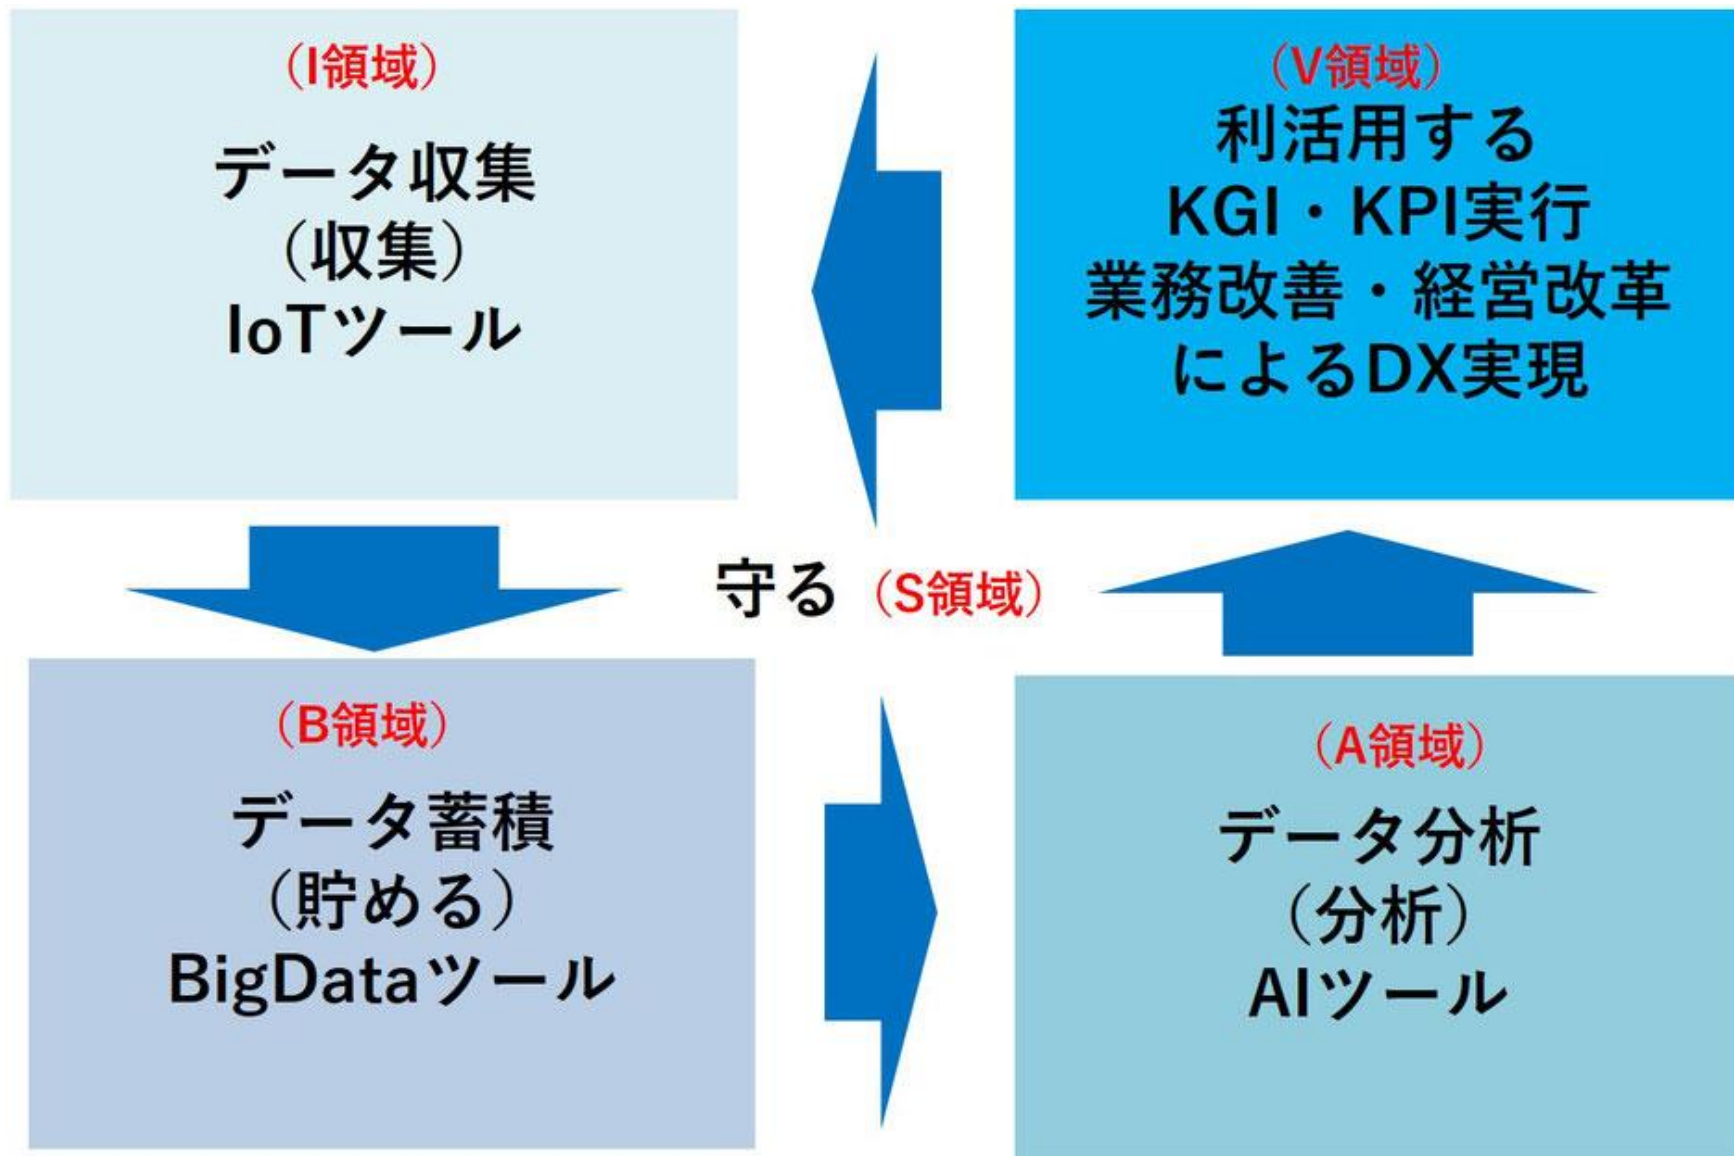 （I領域）
データ収集
（収集）
IoTツール
（V領域）
利活用する
KGI・KPI実行
業務改善・経営改革
によるDX実現
守る（S領域）
（B領域）
データ蓄積
（貯める）
BigDataツール
（A領域）
データ分析
（分析）
AIツール